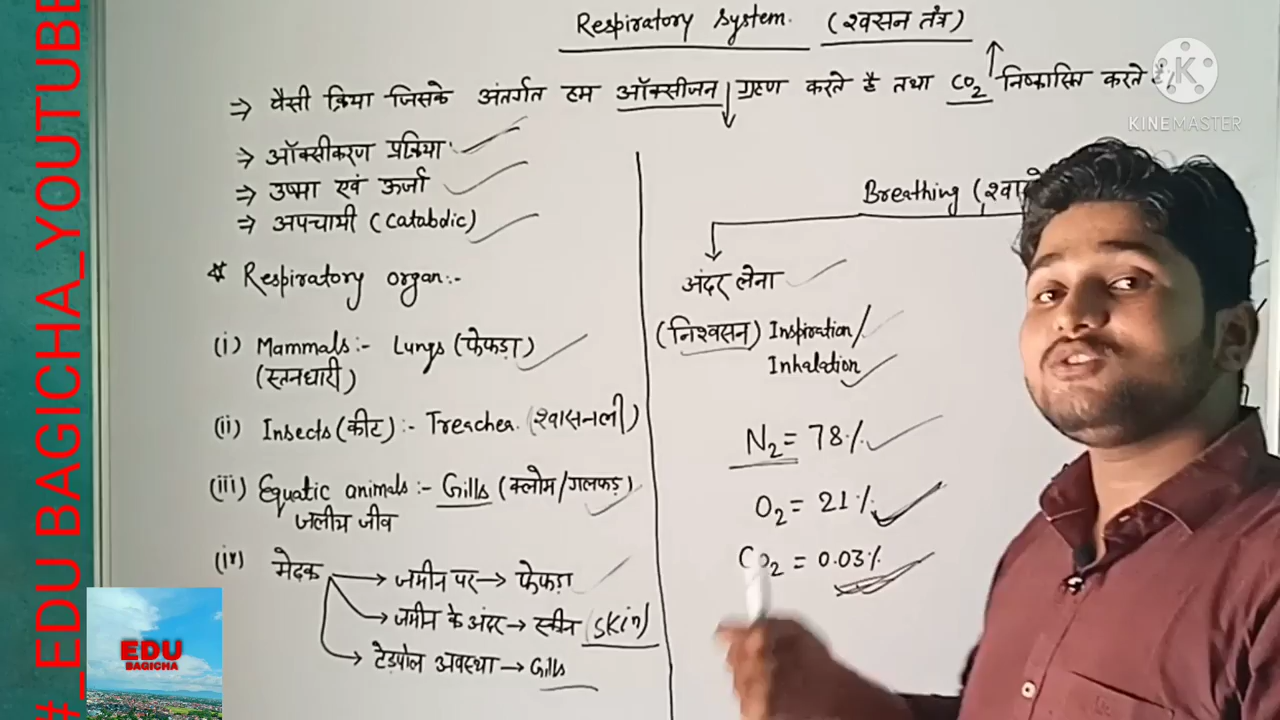 Respiratory System. (श्वसन तंत्र)
⇒ वैसी क्रिया जिसके अंतर्गत हम ऑक्सीजन ग्रहण करते है तथा CO2 निष्कासित करते है,
⇒ ऑक्सीकरण प्रक्रिया
⇒ उष्मा एवं ऊर्जा
⇒ अपचायी (Catabolic)
* Respiratory organ:-
(i) Mammals:- Lungs (फेफड़ा)
(स्तनधारी)
(ii) Insects (कीट):- Treachea. (श्वासनली)
(iii) Equatic animals:- Gills (क्लोम/गलफड़)
जलीय जीव
(iv) मेढक → जमीन पर → फेफड़ा
→ जमीन के अंदर → स्कीन (Skin)
→ टेडपोल अवस्था → Gills
Breathing
अंदर लेना
(निश्वसन) Inspiration/
Inhalation
N2 = 78%
O2 = 21%
CO2 = 0.03%
K
KINEMASTER
#_EDU BAGICHA_YOUTUBE
EDU
BAGICHA